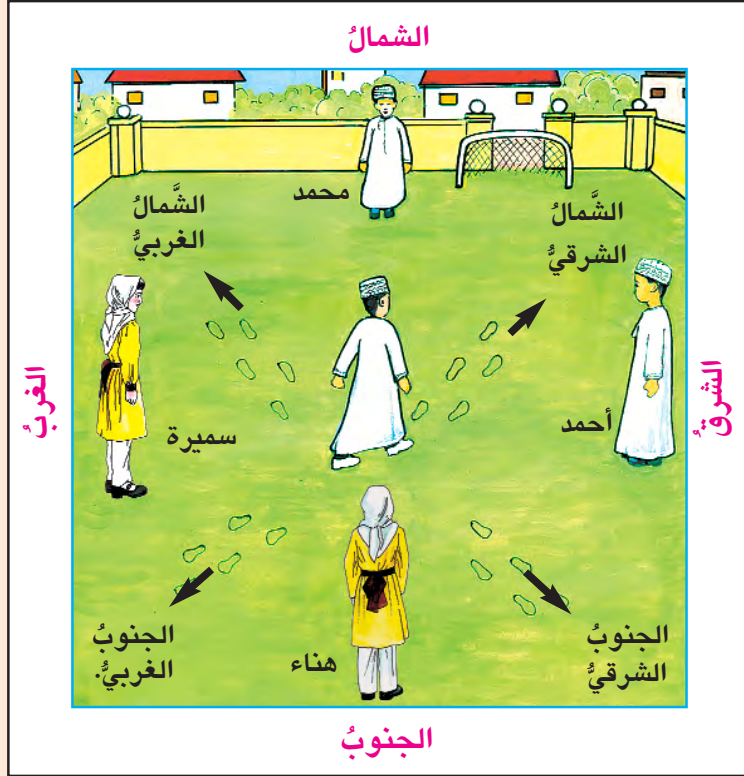 الشمالُ
محمد
الشَّمالُ
الشرقيُّ
الشَّمالُ
الغربيُّ
الشرقُ
أحمد
سميرة
الغربُ
الجنوبُ
الشرقيُّ
هناء
الجنوبُ
الغربيُّ.
الجنوبُ